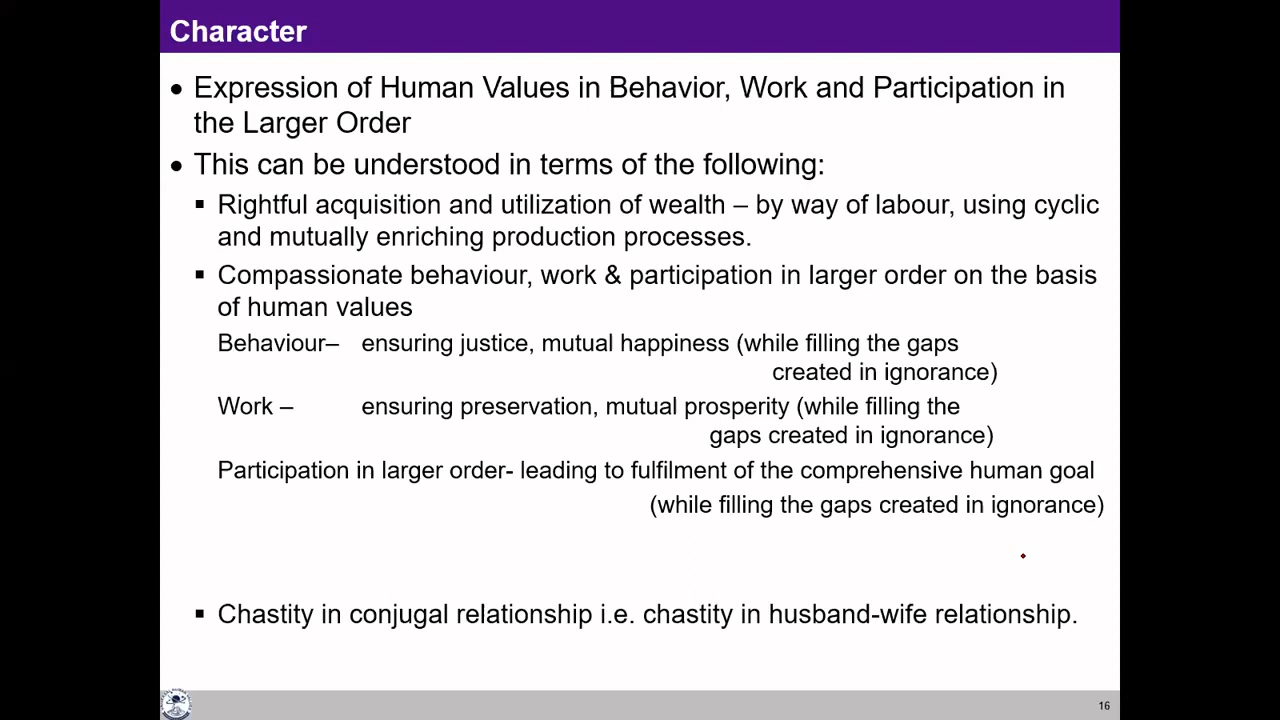 Character
• Expression of Human Values in Behavior, Work and Participation in
the Larger Order
• This can be understood in terms of the following:
▪ Rightful acquisition and utilization of wealth – by way of labour, using cyclic
and mutually enriching production processes.
▪ Compassionate behaviour, work & participation in larger order on the basis
of human values
Behaviour– ensuring justice, mutual happiness (while filling the gaps
created in ignorance)
Work – ensuring preservation, mutual prosperity (while filling the
gaps created in ignorance)
Participation in larger order- leading to fulfilment of the comprehensive human goal
(while filling the gaps created in ignorance)
▪ Chastity in conjugal relationship i.e. chastity in husband-wife relationship.
16